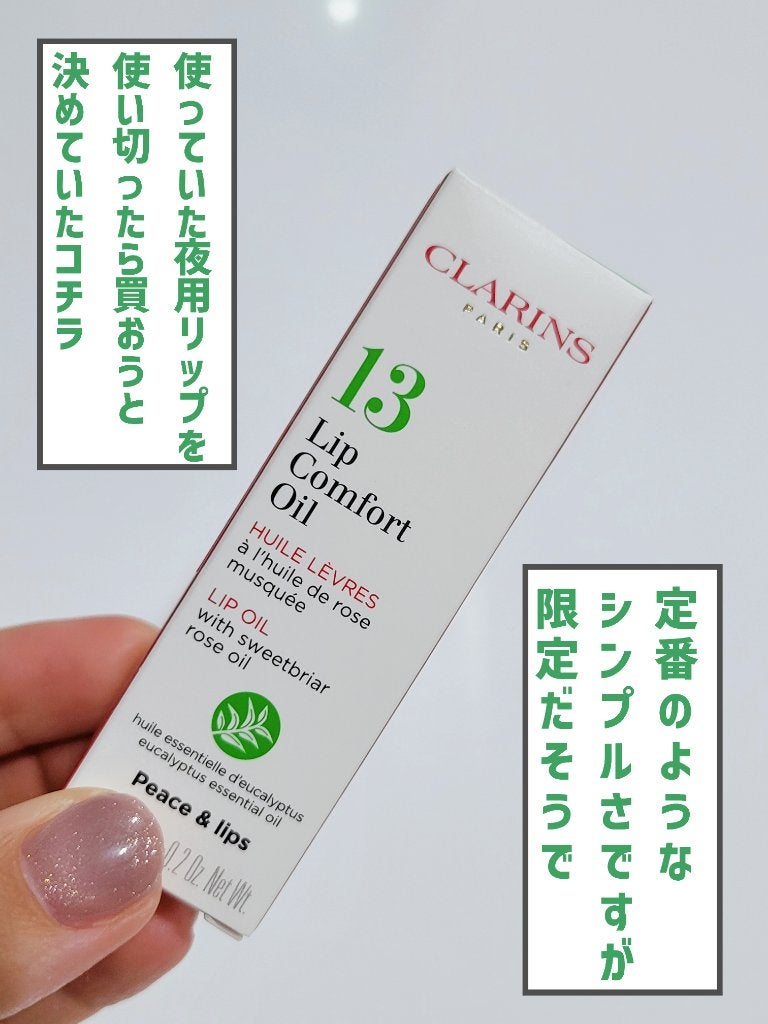 使っていた夜用リップを
使い切ったら買おうと
決めていたコチラ
CLARINS
PARIS
13
Lip
Comfort
Oil
HUILE LÈVRES
à l'huile de rose
musquée
LIP OIL
with sweetbriar
rose oil
huile essentielle d'eucalyptus
eucalyptus essential oil
Peace & lips
0.2 Oz. Net Wt.
定番のような
シンプルさですが
限定だそうで